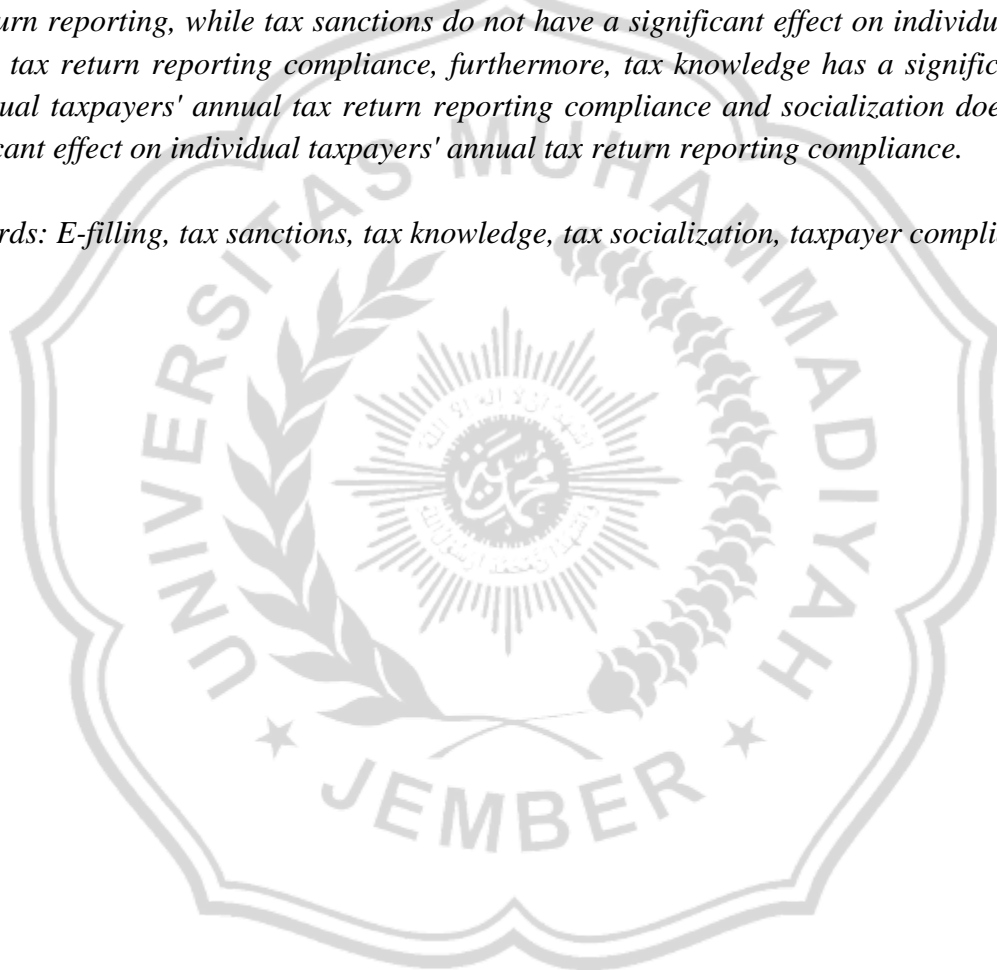 urn reporting, while tax sanctions do not have a significant effect on individu
tax return reporting compliance, furthermore, tax knowledge has a signific
ual taxpayers' annual tax return reporting compliance and socialization doe
cant effect on individual taxpayers' annual tax return reporting compliance.
rds: E-filling, tax sanctions, tax knowledge, tax socialization, taxpayer compli
UNIVERSITAS MUHAMMADIYAH
JEMBER